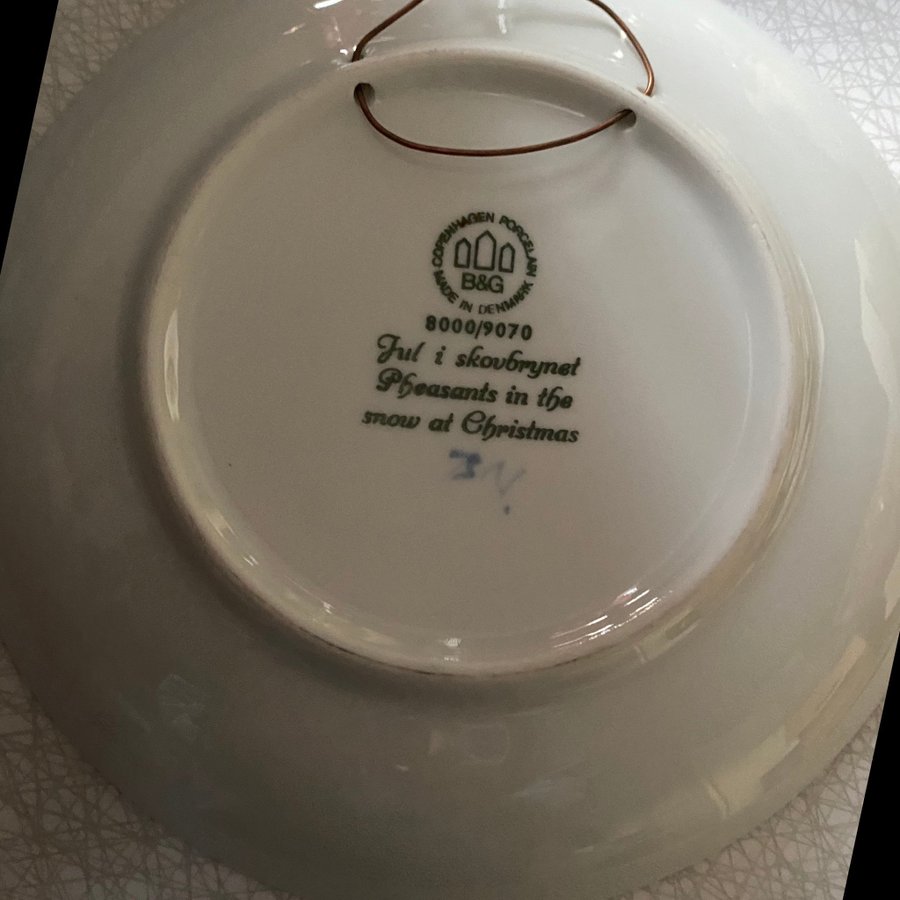 COPENHAGEN PORCELAIN
B&G
MADE IN DENMARK
8000/9070
Jul i skovbrynet
Pheasants in the
snow at Christmas